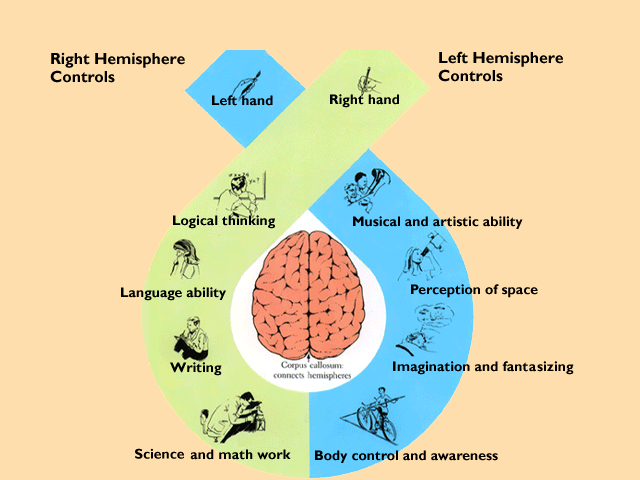 Right Hemisphere
Controls
Left Hemisphere
Controls
Left hand
Right hand
Logical thinking
Musical and artistic ability
Language ability
Perception of space
Writing
Imagination and fantasizing
Corpus callosum:
connects hemispheres
Science and math work
Body control and awareness